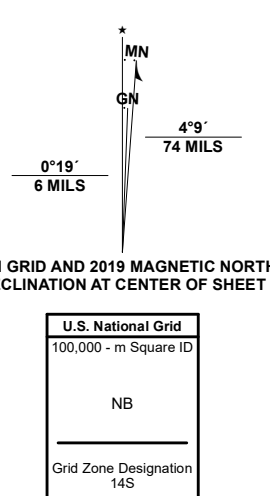 ★
MN
GN
4°9´
74 MILS
0°19´
6 MILS
GRID AND 2019 MAGNETIC NORTH
AT CENTER OF SHEET
U.S. National Grid
100,000 - m Square ID
NB
Grid Zone Designation
14S